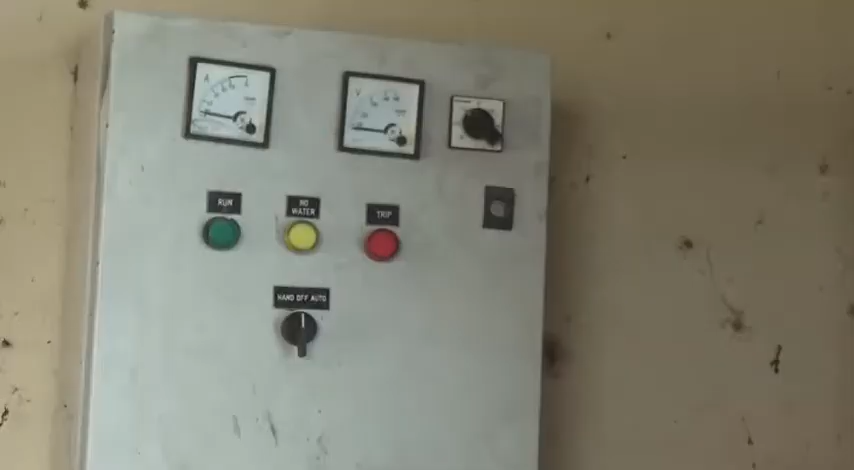 A
V
RUN
NO
WATER
TRIP
HAND OFF AUTO